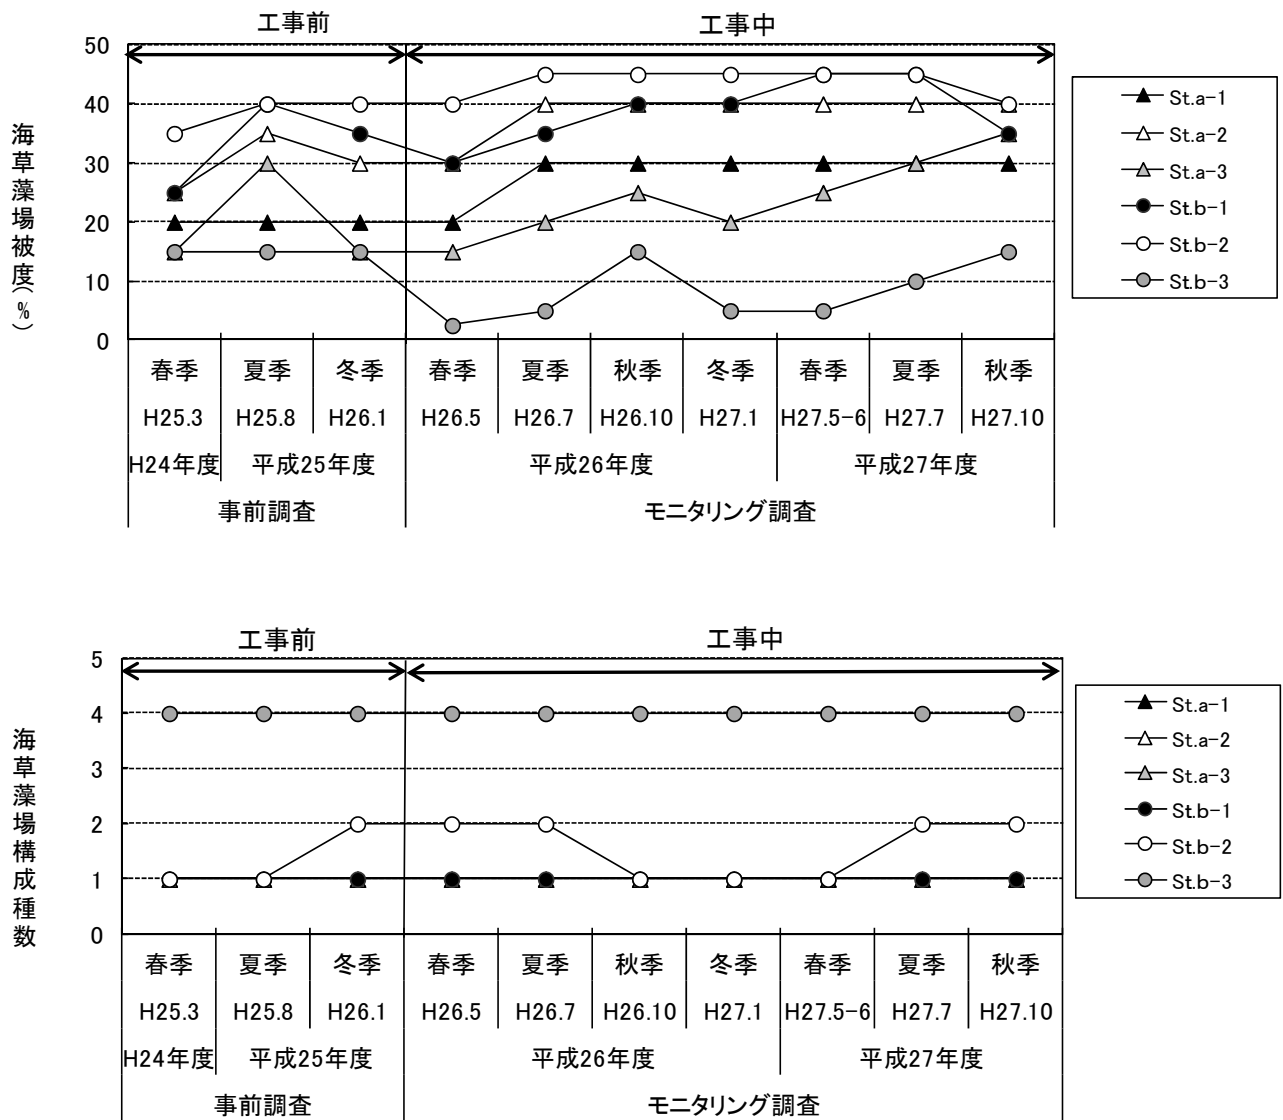 工事前 工事中
50
40
30
20
10
0
海草藻場被度(%)
春季 夏季 冬季 春季 夏季 秋季 冬季 春季 夏季 秋季
H25.3 H25.8 H26.1 H26.5 H26.7 H26.10 H27.1 H27.5-6 H27.7 H27.10
H24年度 平成25年度 平成26年度 平成27年度
事前調査 モニタリング調査
St.a-1
St.a-2
St.a-3
St.b-1
St.b-2
St.b-3
工事前 工事中
5
4
3
2
1
0
海草藻場構成種数
春季 夏季 冬季 春季 夏季 秋季 冬季 春季 夏季 秋季
H25.3 H25.8 H26.1 H26.5 H26.7 H26.10 H27.1 H27.5-6 H27.7 H27.10
H24年度 平成25年度 平成26年度 平成27年度
事前調査 モニタリング調査
St.a-1
St.a-2
St.a-3
St.b-1
St.b-2
St.b-3